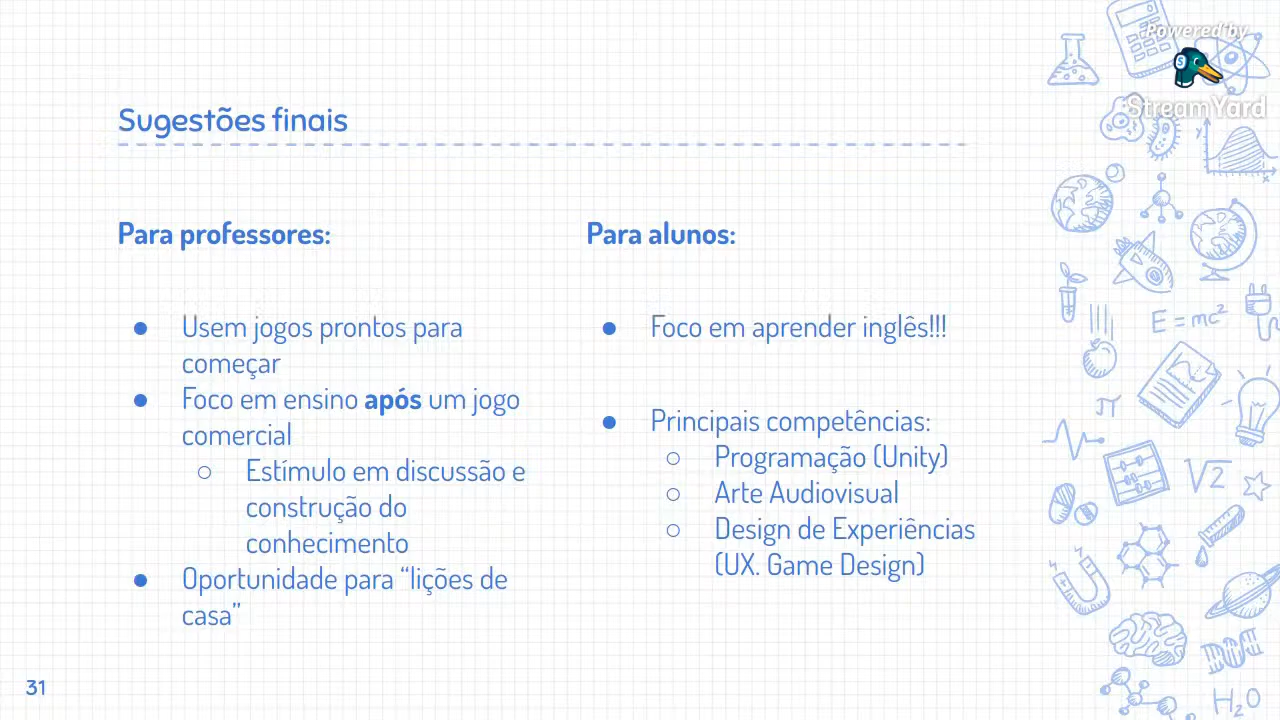 Powered by
StreamYard
Sugestões finais
Para professores:
● Usem jogos prontos para
começar
● Foco em ensino após um jogo
comercial
○ Estímulo em discussão e
construção do
conhecimento
● Oportunidade para “lições de
casa”
Para alunos:
● Foco em aprender inglês!!!
● Principais competências:
○ Programação (Unity)
○ Arte Audiovisual
○ Design de Experiências
(UX. Game Design)
y
x
E = mc²
π
√2
H₂O
31